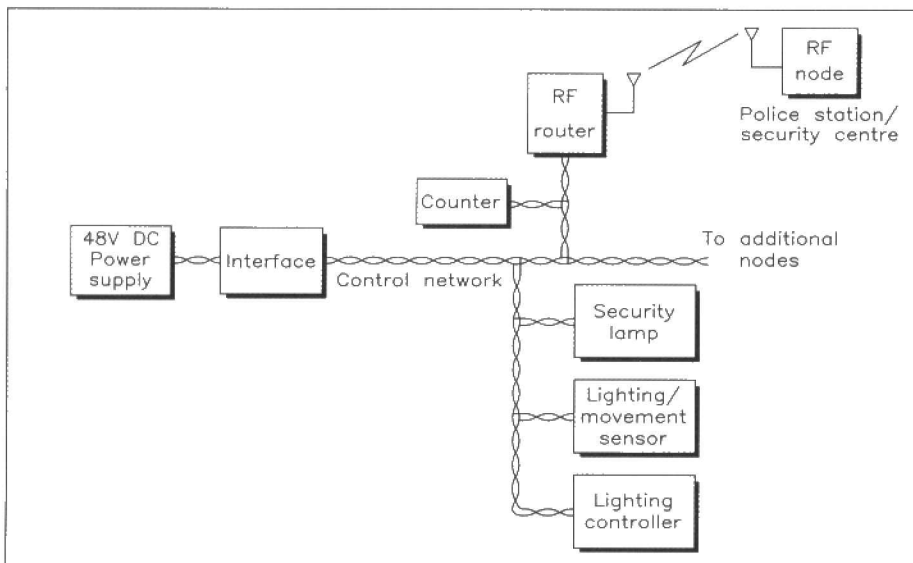 RF
node
Police station/
security centre
RF
router
Counter
48V DC
Power
supply
Interface
Control network
To additional
nodes
Security
lamp
Lighting/
movement
sensor
Lighting
controller